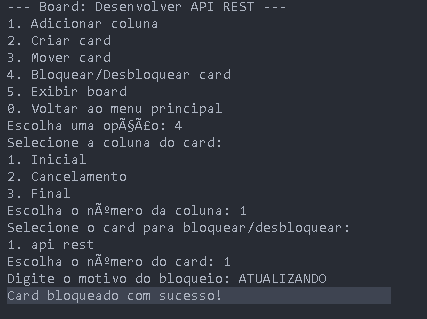 --- Board: Desenvolver API REST ---
1. Adicionar coluna
2. Criar card
3. Mover card
4. Bloquear/Desbloquear card
5. Exibir board
0. Voltar ao menu principal
Escolha uma opÃ§Ã£o: 4
Selecione a coluna do card:
1. Inicial
2. Cancelamento
3. Final
Escolha o nÃºmero da coluna: 1
Selecione o card para bloquear/desbloquear:
1. api rest
Escolha o nÃºmero do card: 1
Digite o motivo do bloqueio: ATUALIZANDO
Card bloqueado com sucesso!